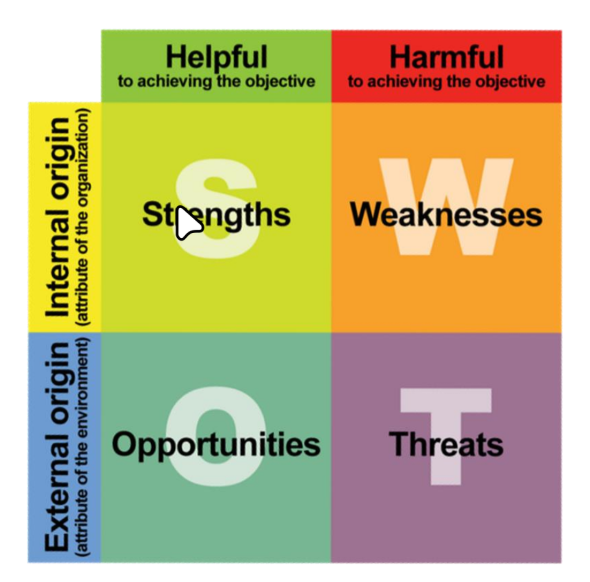 Helpful
to achieving the objective
Harmful
to achieving the objective
Internal origin
(attribute of the organization)
S
Strengths
W
Weaknesses
External origin
(attribute of the environment)
O
Opportunities
T
Threats